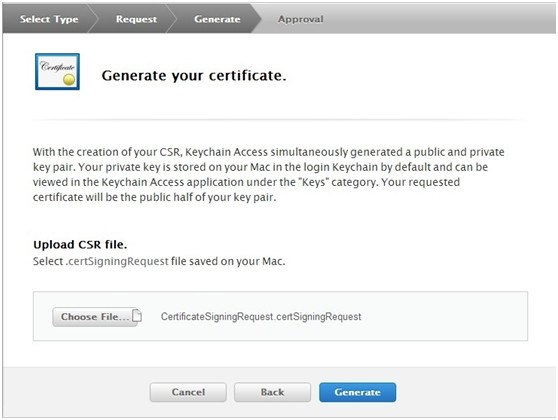 Select Type Request Generate Approval
Certificate
Generate your certificate.
With the creation of your CSR, Keychain Access simultaneously generated a public and private
key pair. Your private key is stored on your Mac in the login Keychain by default and can be
viewed in the Keychain Access application under the "Keys" category. Your requested
certificate will be the public half of your key pair.
Upload CSR file.
Select .certSigningRequest file saved on your Mac.
Choose File... CertificateSigningRequest.certSigningRequest
Cancel Back Generate